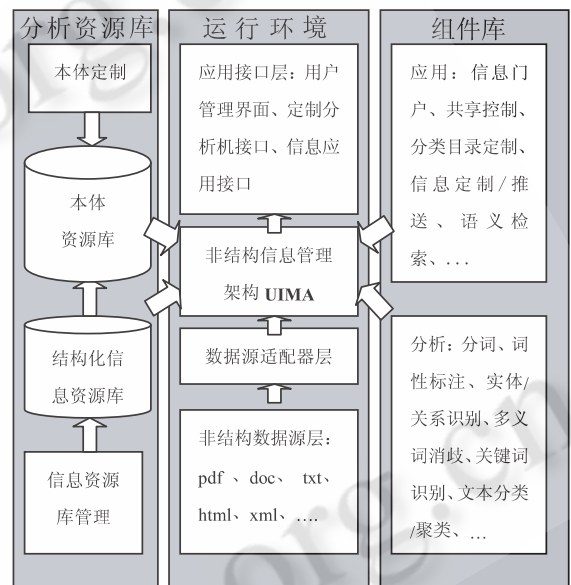 分析资源库
本体定制
本体
资源库
结构化信
息资源库
信息资源
库管理
运行环境
应用接口层：用户
管理界面、定制分
析机接口、信息应
用接口
非结构信息管理
架构 UIMA
数据源适配器层
非结构数据源层：
pdf 、doc、 txt、
html、xml、….
组件库
应用：信息门
户、共享控制、
分类目录定制、
信息定制/推
送、语义检
索、...
分析：分词、词
性标注、实体/
关系识别、多义
词消歧、关键词
识别、文本分类
/聚类、...
org.cn